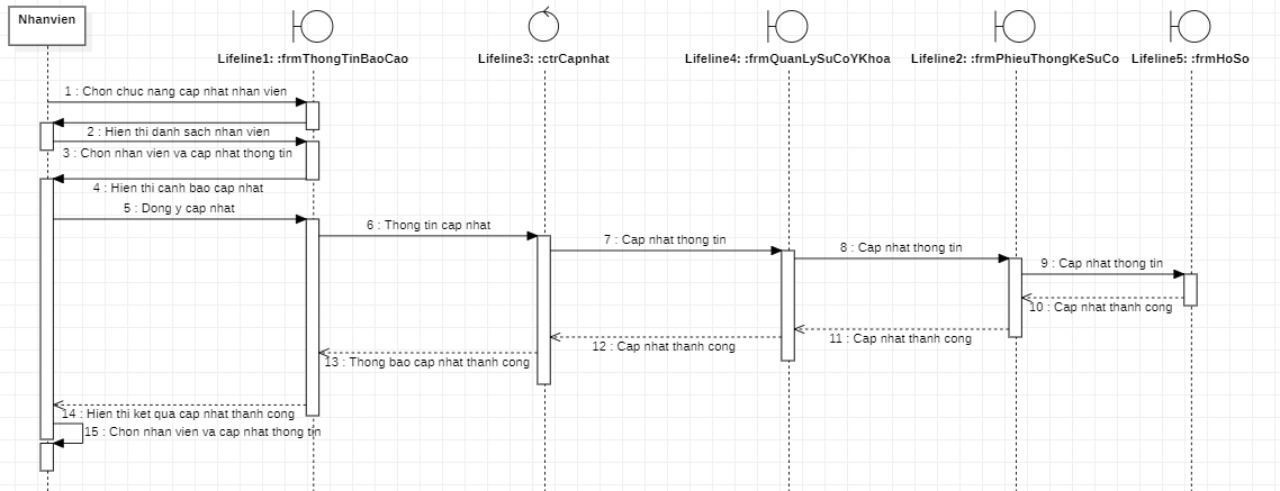 Nhanvien
Lifeline1: :frmThongTinBaoCao
Lifeline3: :ctrCapnhat
Lifeline4: :frmQuanLySuCoYKhoa
Lifeline2: :frmPhieuThongKeSuCo
Lifeline5: :frmHoSo
1 : Chon chuc nang cap nhat nhan vien
2 : Hien thi danh sach nhan vien
3 : Chon nhan vien va cap nhat thong tin
4 : Hien thi canh bao cap nhat
5 : Dong y cap nhat
6 : Thong tin cap nhat
7 : Cap nhat thong tin
8 : Cap nhat thong tin
9 : Cap nhat thong tin
10 : Cap nhat thanh cong
11 : Cap nhat thanh cong
12 : Cap nhat thanh cong
13 : Thong bao cap nhat thanh cong
14 : Hien thi ket qua cap nhat thanh cong
15 : Chon nhan vien va cap nhat thong tin